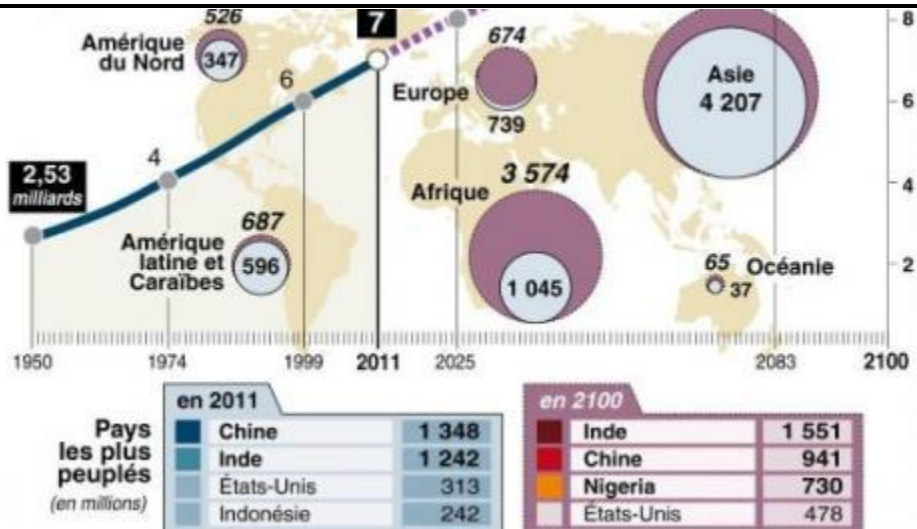 526
Amérique
du Nord
347
7
8
674
Europe
739
Asie
4 207
6
6
4
4
2,53
milliards
Afrique
3 574
1 045
687
Amérique
latine et
Caraïbes
596
65
Océanie
37
2
1950
1974
1999
2011
2025
2083
2100
Pays
les plus
peuplés
(en millions)
en 2011
Chine 1 348
Inde 1 242
États-Unis 313
Indonésie 242
en 2100
Inde 1 551
Chine 941
Nigeria 730
États-Unis 478